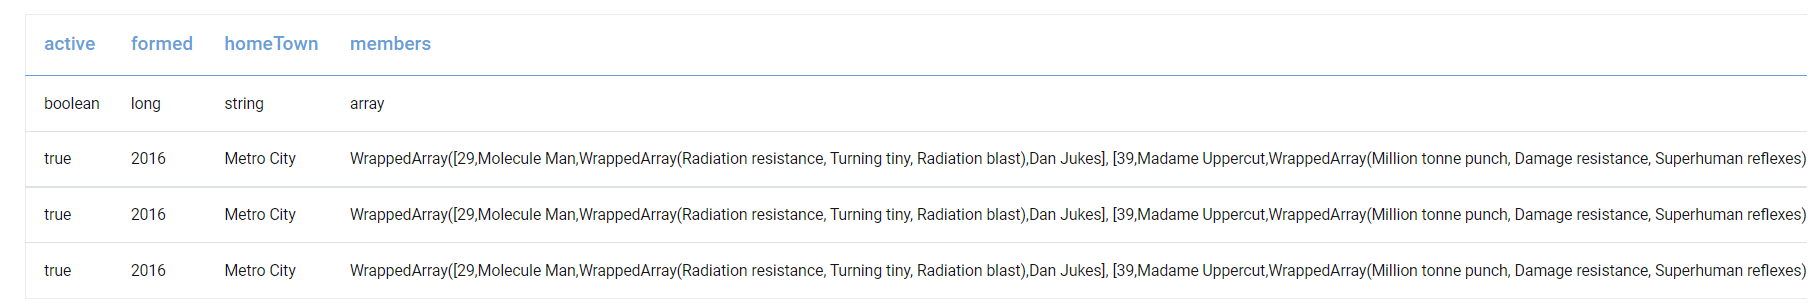 active formed homeTown members
boolean long string array
true 2016 Metro City WrappedArray([29,Molecule Man,WrappedArray(Radiation resistance, Turning tiny, Radiation blast),Dan Jukes], [39,Madame Uppercut,WrappedArray(Million tonne punch, Damage resistance, Superhuman reflexes)
true 2016 Metro City WrappedArray([29,Molecule Man,WrappedArray(Radiation resistance, Turning tiny, Radiation blast),Dan Jukes], [39,Madame Uppercut,WrappedArray(Million tonne punch, Damage resistance, Superhuman reflexes)
true 2016 Metro City WrappedArray([29,Molecule Man,WrappedArray(Radiation resistance, Turning tiny, Radiation blast),Dan Jukes], [39,Madame Uppercut,WrappedArray(Million tonne punch, Damage resistance, Superhuman reflexes)